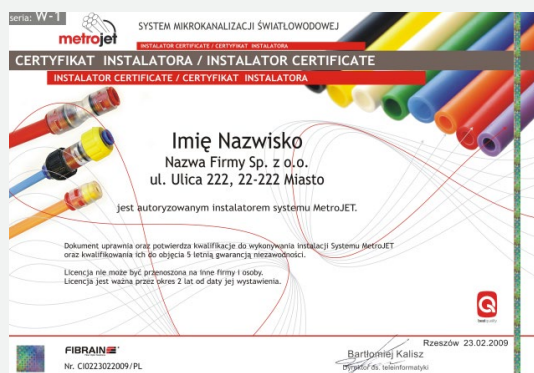 seria: W-1
metrojet
SYSTEM MIKROKANALIZACJI ŚWIATŁOWODOWEJ
INSTALATOR CERTIFICATE / CERTYFIKAT INSTALATORA
CERTYFIKAT INSTALATORA / INSTALATOR CERTIFICATE
INSTALATOR CERTIFICATE / CERTYFIKAT INSTALATORA
Imię Nazwisko
Nazwa Firmy Sp. z o.o.
ul. Ulica 222, 22-222 Miasto
jest autoryzowanym instalatorem systemu MetroJET.
Dokument uprawnia oraz potwierdza kwalifikacje do wykonywania instalacji Systemu MetroJET
oraz kwalifikowania ich do objęcia 5 letnią gwarancją niezawodności.
Licencja nie może być przenoszona na inne firmy i osoby.
Licencja jest ważna przez okres 2 lat od daty jej wystawienia.
Q
Rzeszów 23.02.2009
FIBRAIN
Bartłomiej Kalisz
Nr. CI0223022009/PL
Dyrektor ds. teleinformatyki